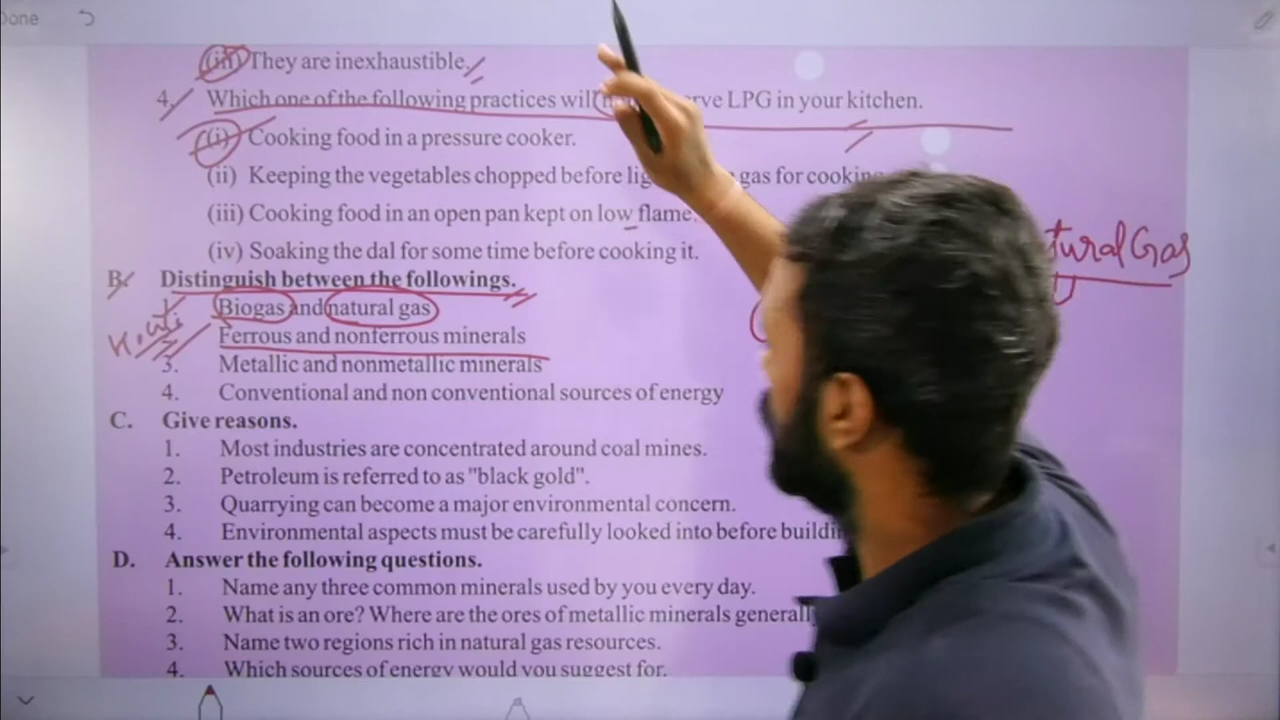 Done
(iii) They are inexhaustible.
4. Which one of the following practices will LPG in your kitchen.
(i) Cooking food in a pressure cooker.
(ii) Keeping the vegetables chopped before gas for cooking
(iii) Cooking food in an open pan kept on low flame.
(iv) Soaking the dal for some time before cooking it.
tural Gas
B. Distinguish between the followings.
1. Biogas and natural gas
Ferrous and nonferrous minerals
3. Metallic and nonmetallic minerals
4. Conventional and non conventional sources of energy
C. Give reasons.
1. Most industries are concentrated around coal mines.
2. Petroleum is referred to as "black gold".
3. Quarrying can become a major environmental concern.
4. Environmental aspects must be carefully looked into before buildi
D. Answer the following questions.
1. Name any three common minerals used by you every day.
2. What is an ore? Where are the ores of metallic minerals generally
3. Name two regions rich in natural gas resources.
4. Which sources of energy would you suggest for.